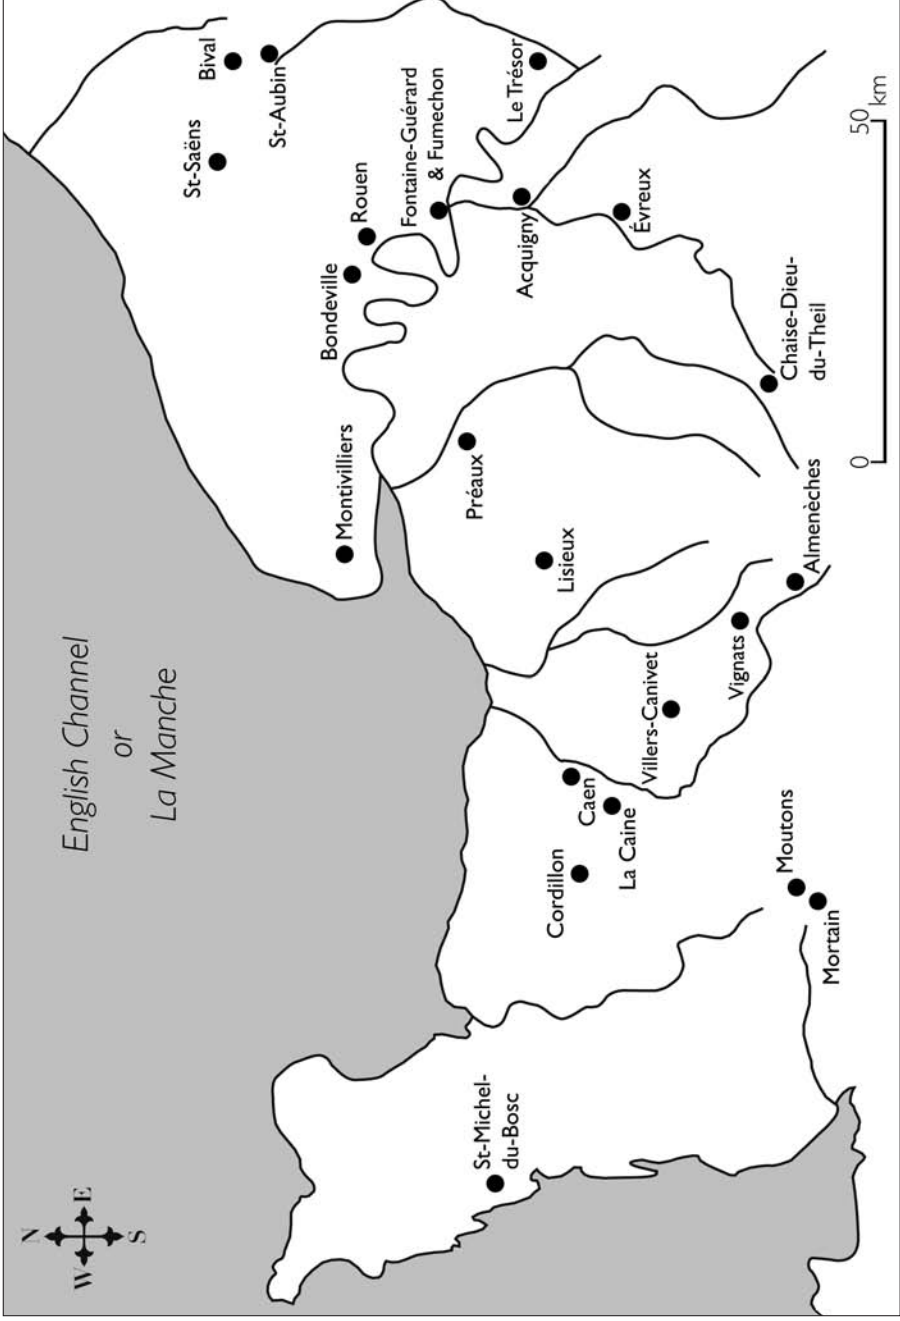 N
W E
S
English Channel
or
La Manche
Bival
St-Aubin
St-Saëns
Rouen
Bondeville
Fontaine-Guérard
& Fumechon
Le Trésor
Acquigny
Évreux
Chaise-Dieu-
du-Theil
Montivilliers
Préaux
Lisieux
Almenèches
Vignats
Villers-Canivet
Caen
La Caine
Cordillon
Moutons
Mortain
St-Michel-
du-Bosc
0 50
km